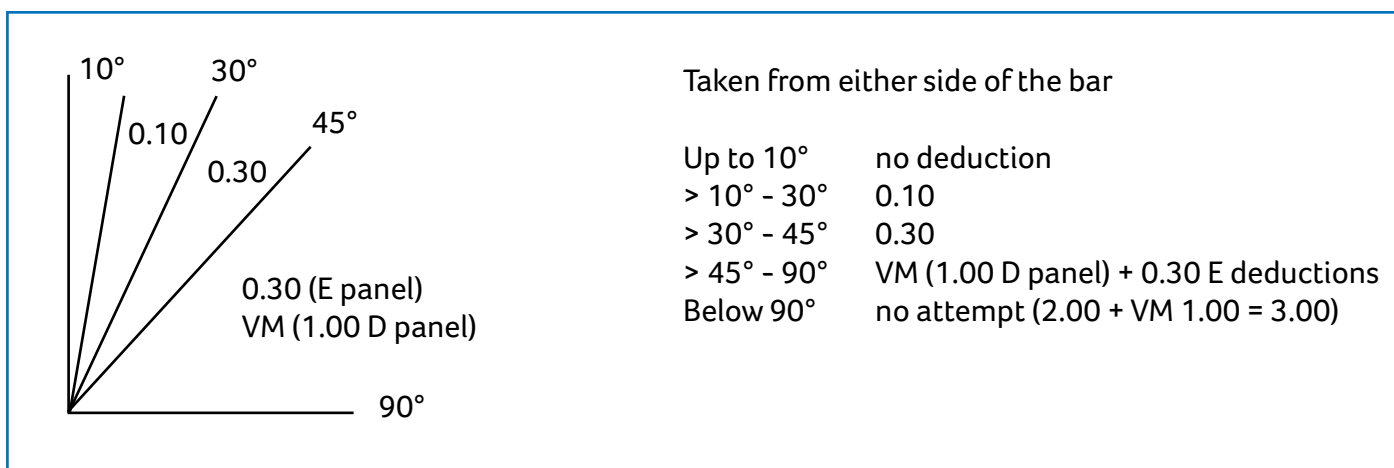 10°
30°
45°
0.10
0.30
0.30 (E panel)
VM (1.00 D panel)
90°
Taken from either side of the bar
Up to 10° no deduction
> 10° - 30° 0.10
> 30° - 45° 0.30
> 45° - 90° VM (1.00 D panel) + 0.30 E deductions
Below 90° no attempt (2.00 + VM 1.00 = 3.00)